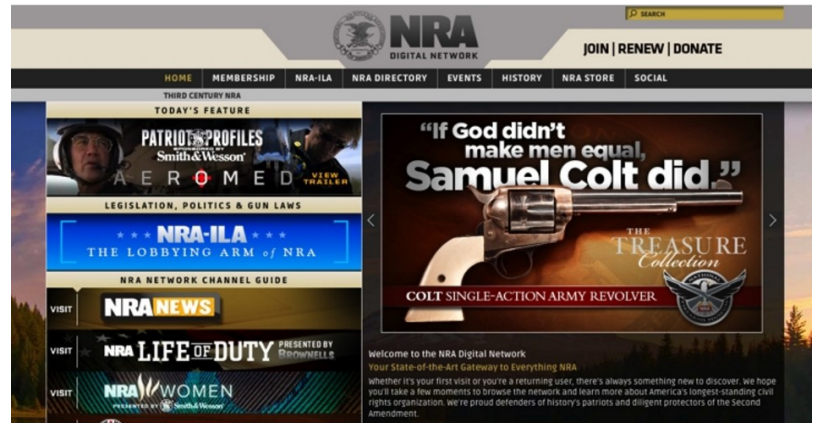 NRA
DIGITAL NETWORK
SEARCH
JOIN | RENEW | DONATE
HOME MEMBERSHIP NRA-ILA NRA DIRECTORY EVENTS HISTORY NRA STORE SOCIAL
THIRD CENTURY NRA
TODAY'S FEATURE
PATRIOT PROFILES
SPONSORED BY
Smith & Wesson
AEROMED
VIEW TRAILER
LEGISLATION, POLITICS & GUN LAWS
NRA-ILA
THE LOBBYING ARM of NRA
NRA NETWORK CHANNEL GUIDE
VISIT NRA NEWS
VISIT NRA LIFE OF DUTY PRESENTED BY BROWNELLS
VISIT NRA WOMEN
PRESENTED BY Smith & Wesson
"If God didn't
make men equal,
Samuel Colt did."
THE
TREASURE
Collection
COLT SINGLE-ACTION ARMY REVOLVER
Welcome to the NRA Digital Network
Your State-of-the-Art Gateway to Everything NRA
Whether it's your first visit or you're a returning user, there's always something new to discover. We hope
you'll take a few moments to browse the network and learn more about America's longest-standing civil
rights organization. We're proud defenders of history's patriots and diligent protectors of the Second
Amendment.